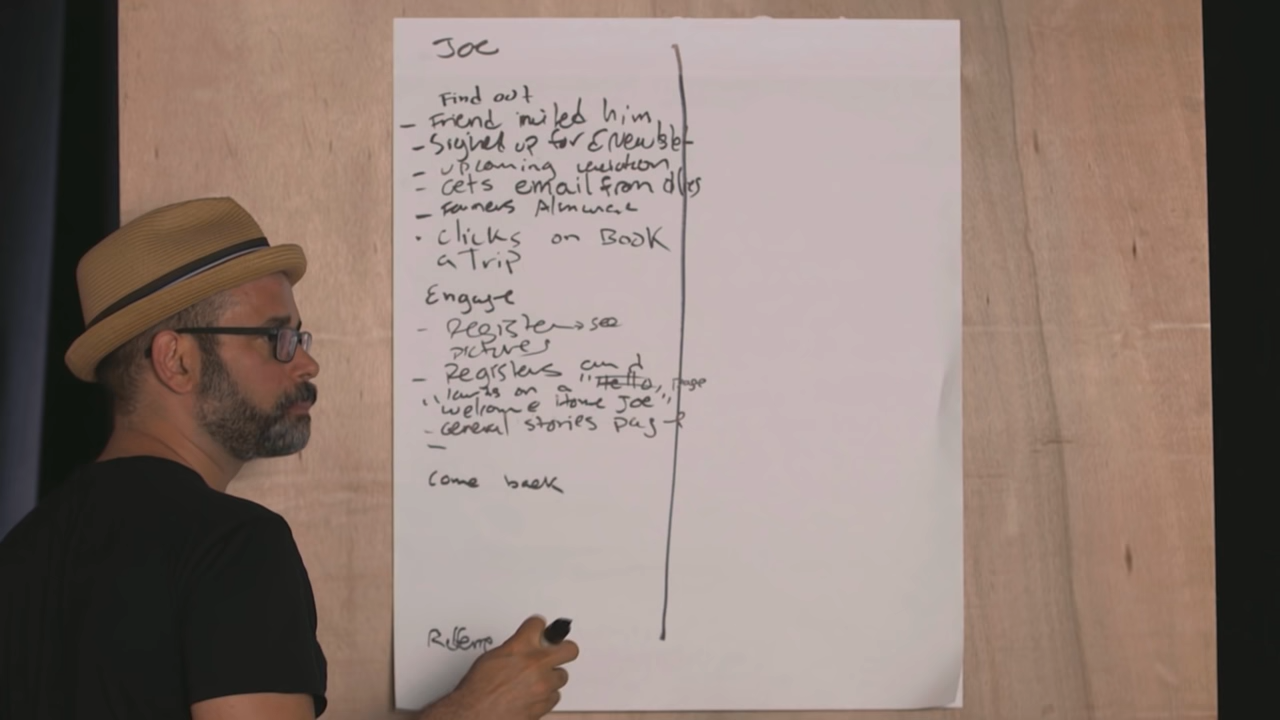 Joe
Find out
- Friend invited him
- Signed up for ENewslet
- upcoming vacation
- Gets email from dles
- Farmers Almanac
· Clicks on Book
a Trip
Engage
- Register → see
pictures
- Registers and
lands on a "Hello, page
"welcome Home Joe"
- General stories page
-
Come back